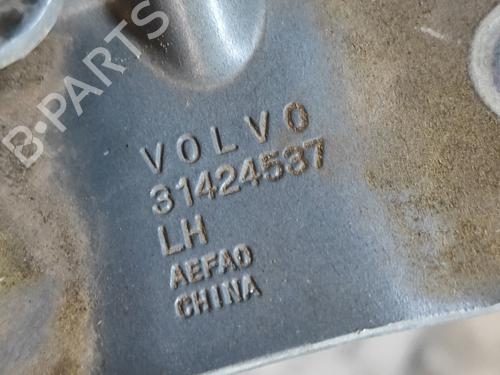 B-PARTS
VOLVO
31424537
LH
AEFAO
CHINA